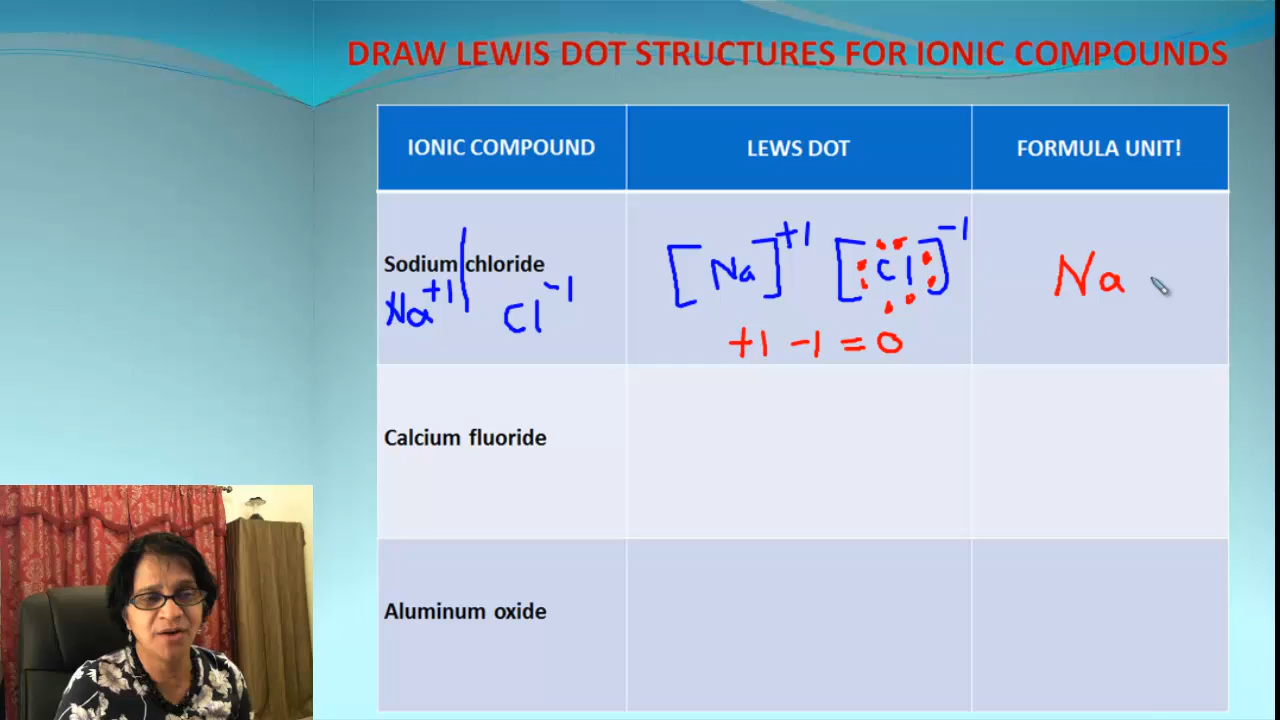 DRAW LEWIS DOT STRUCTURES FOR IONIC COMPOUNDS
IONIC COMPOUND LEWS DOT FORMULA UNIT!
Sodium chloride [Na]+1 [Cl]-1 Na
Na+1 Cl-1
+1 -1 = 0
Calcium fluoride
Aluminum oxide